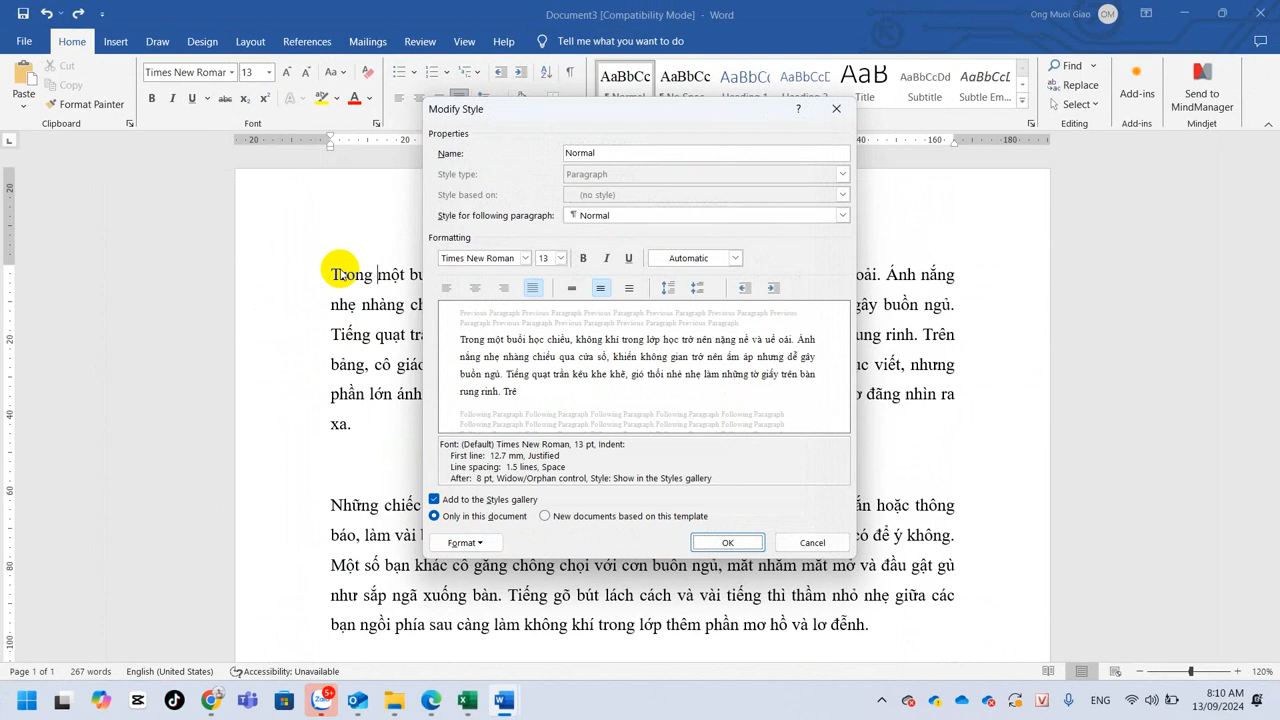 Document3 [Compatibility Mode] - Word
Ong Muoi Giao
OM
File Home Insert Draw Design Layout References Mailings Review View Help Tell me what you want to do
Cut
Copy
Format Painter
Paste
Clipboard
Times New Roman 13
Font
AaBbCc AaBbCc AaBbCc AaBbCc AaB AaBbCcD AaBbCc
Title Subtitle Subtle Em...
Find
Replace
Select
Editing
Add-ins
Add-ins
Send to
MindManager
Mindjet
Modify Style
Properties
Name: Normal
Style type: Paragraph
Style based on: (no style)
Style for following paragraph: ¶ Normal
Formatting
Times New Roman 13 B I U Automatic
Previous Paragraph Previous Paragraph Previous Paragraph Previous Paragraph Previous
Paragraph Previous Paragraph Previous Paragraph Previous Paragraph Previous Paragraph
Trong một buổi học chiều, không khí trong lớp học trở nên nặng nề và uể oải. Ánh
nắng nhẹ nhàng chiếu qua cửa sổ, khiến không gian trở nên ấm áp nhưng dễ gây
buồn ngủ. Tiếng quạt trần kêu khe khẽ, gió thổi nhè nhẹ làm những tờ giấy trên bàn
rung rinh. Trê
Following Paragraph Following Paragraph Following Paragraph Following Paragraph
Following Paragraph Following Paragraph Following Paragraph Following Paragraph
Font: (Default) Times New Roman, 13 pt, Indent:
First line: 12.7 mm, Justified
Line spacing: 1.5 lines, Space
After: 8 pt, Widow/Orphan control, Style: Show in the Styles gallery
Add to the Styles gallery
Only in this document New documents based on this template
Format OK Cancel
Trong một oải. Ánh nắng
nhẹ nhàng gây buồn ngủ.
Tiếng quạt rung rinh. Trên
bảng, cô viết, nhưng
phần lớn đãng nhìn ra
xa.
Những chiếc hoặc thông
báo, làm vài có để ý không.
Một số bạn khác cố gắng chống chọi với cơn buồn ngủ, mắt nhắm mắt mở và đầu gật gù
như sắp ngã xuống bàn. Tiếng gõ bút lách cách và vài tiếng thì thầm nhỏ nhẹ giữa các
bạn ngồi phía sau càng làm không khí trong lớp thêm phần mơ hồ và lơ đễnh.
Page 1 of 1 267 words English (United States) Accessibility: Unavailable 120%
5+
Zalo
ENG
8:10 AM
13/09/2024